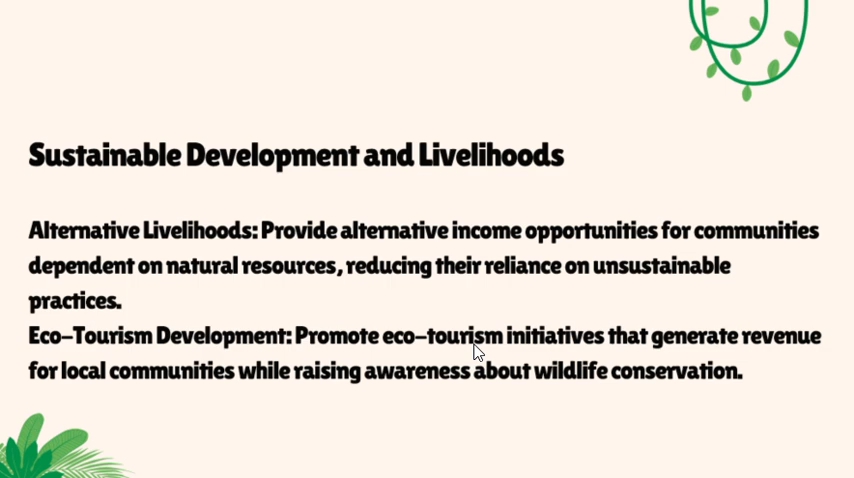 Sustainable Development and Livelihoods
Alternative Livelihoods: Provide alternative income opportunities for communities
dependent on natural resources, reducing their reliance on unsustainable
practices.
Eco-Tourism Development: Promote eco-tourism initiatives that generate revenue
for local communities while raising awareness about wildlife conservation.